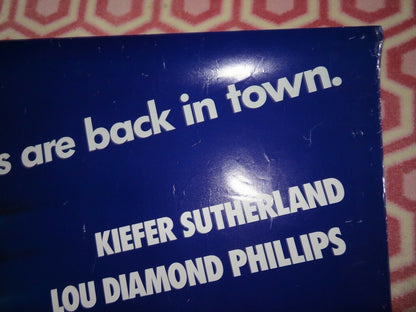 s are back in town.
KIEFER SUTHERLAND
LOU DIAMOND PHILLIPS